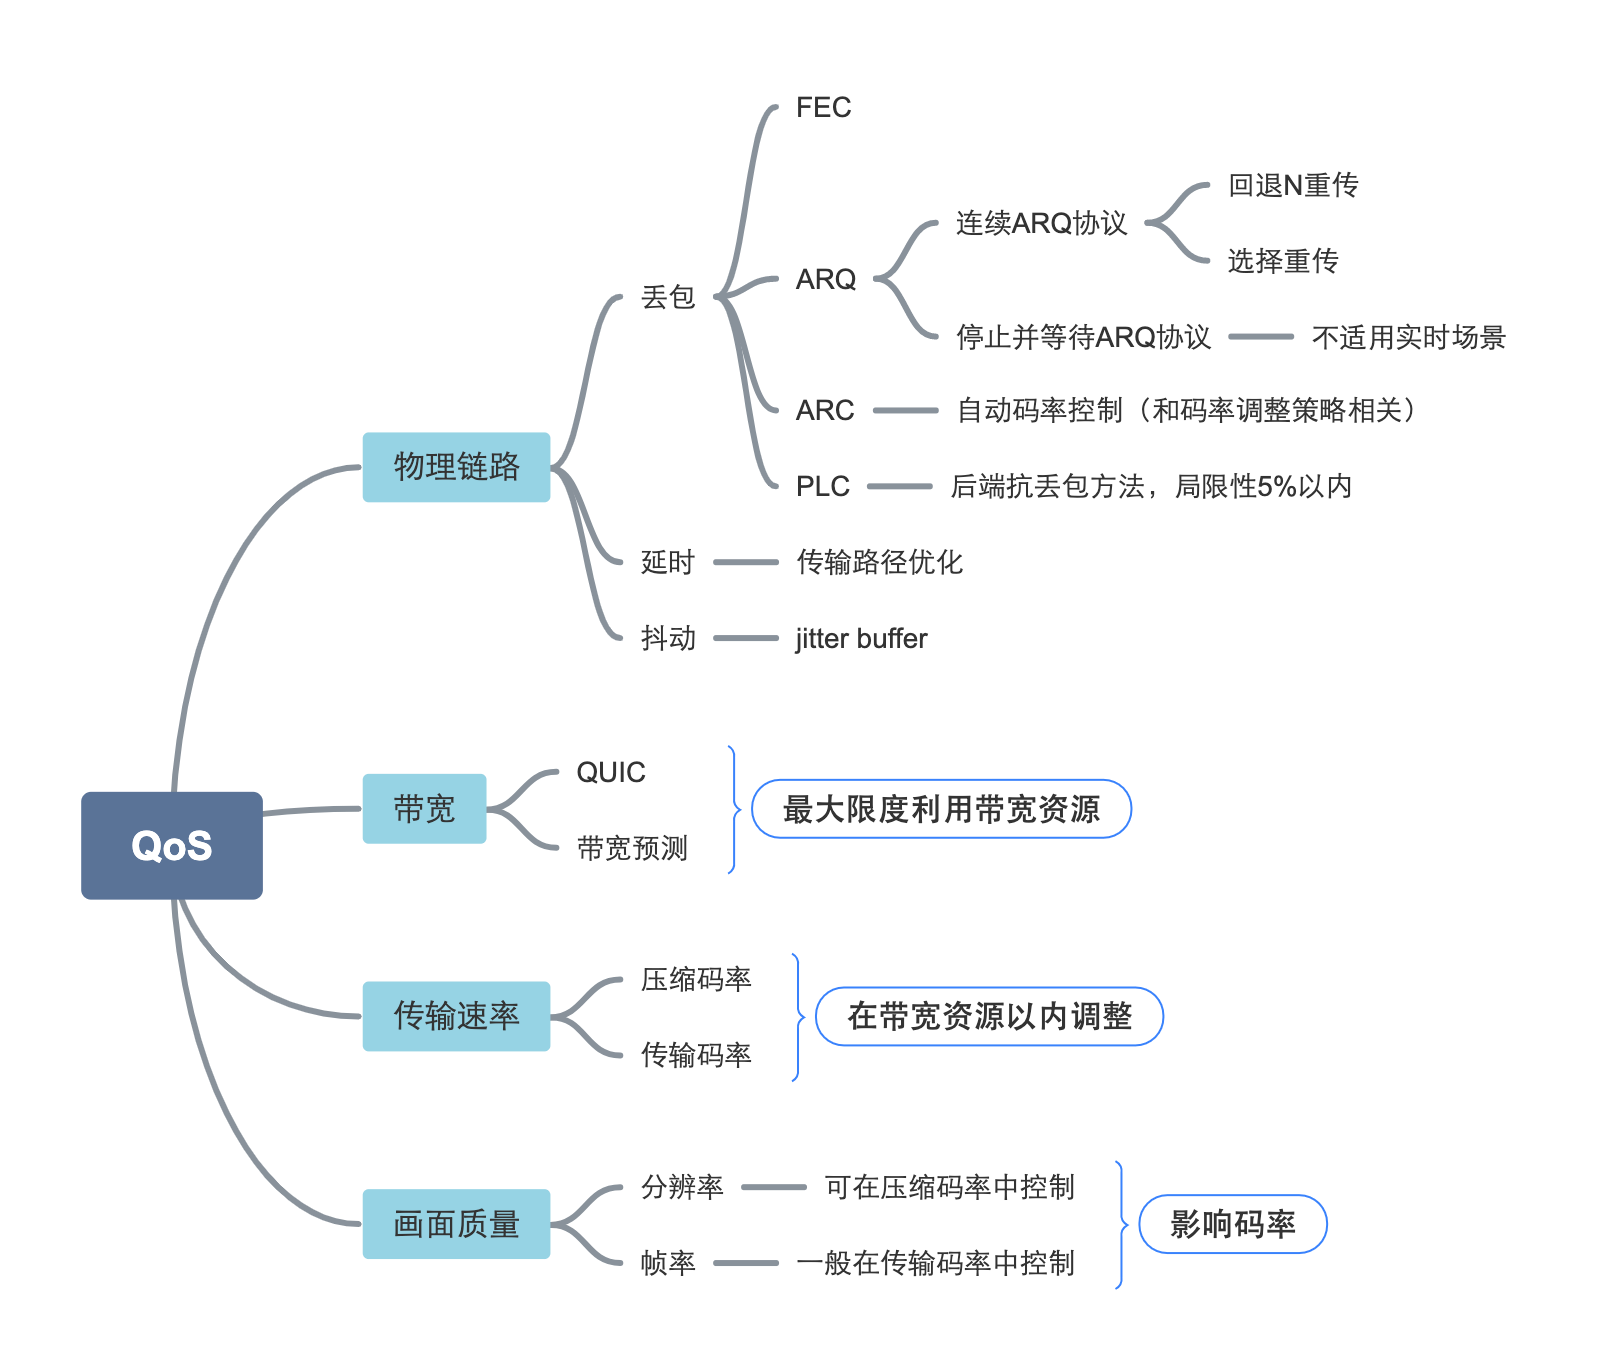 QoS
物理链路
丢包
FEC
ARQ
连续ARQ协议
回退N重传
选择重传
停止并等待ARQ协议
不适用实时场景
ARC
自动码率控制（和码率调整策略相关）
PLC
后端抗丢包方法，局限性5%以内
延时
传输路径优化
抖动
jitter buffer
带宽
QUIC
带宽预测
最大限度利用带宽资源
传输速率
压缩码率
传输码率
在带宽资源以内调整
画面质量
分辨率
可在压缩码率中控制
帧率
一般在传输码率中控制
影响码率